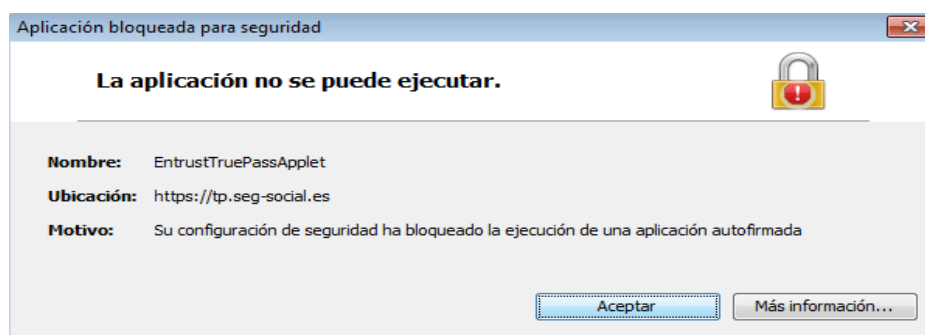 Aplicación bloqueada para seguridad
La aplicación no se puede ejecutar.
Nombre: EntrustTruePassApplet
Ubicación: https://tp.seg-social.es
Motivo: Su configuración de seguridad ha bloqueado la ejecución de una aplicación autofirmada
Aceptar Más información...